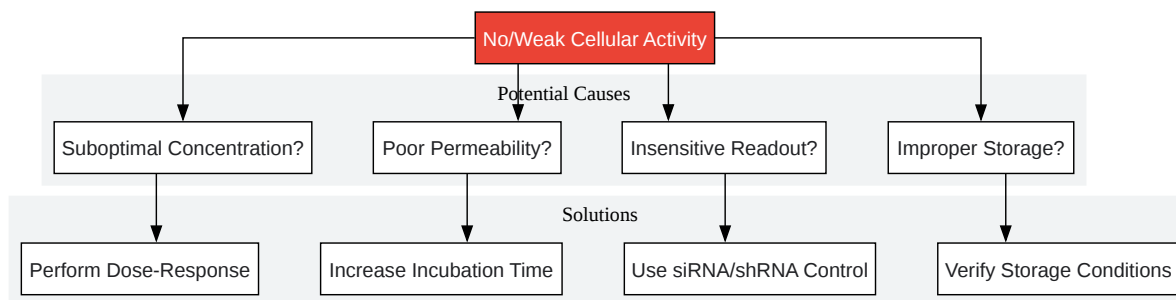 No/Weak Cellular Activity
Potential Causes
Suboptimal Concentration?
Poor Permeability?
Insensitive Readout?
Improper Storage?
Solutions
Perform Dose-Response
Increase Incubation Time
Use siRNA/shRNA Control
Verify Storage Conditions